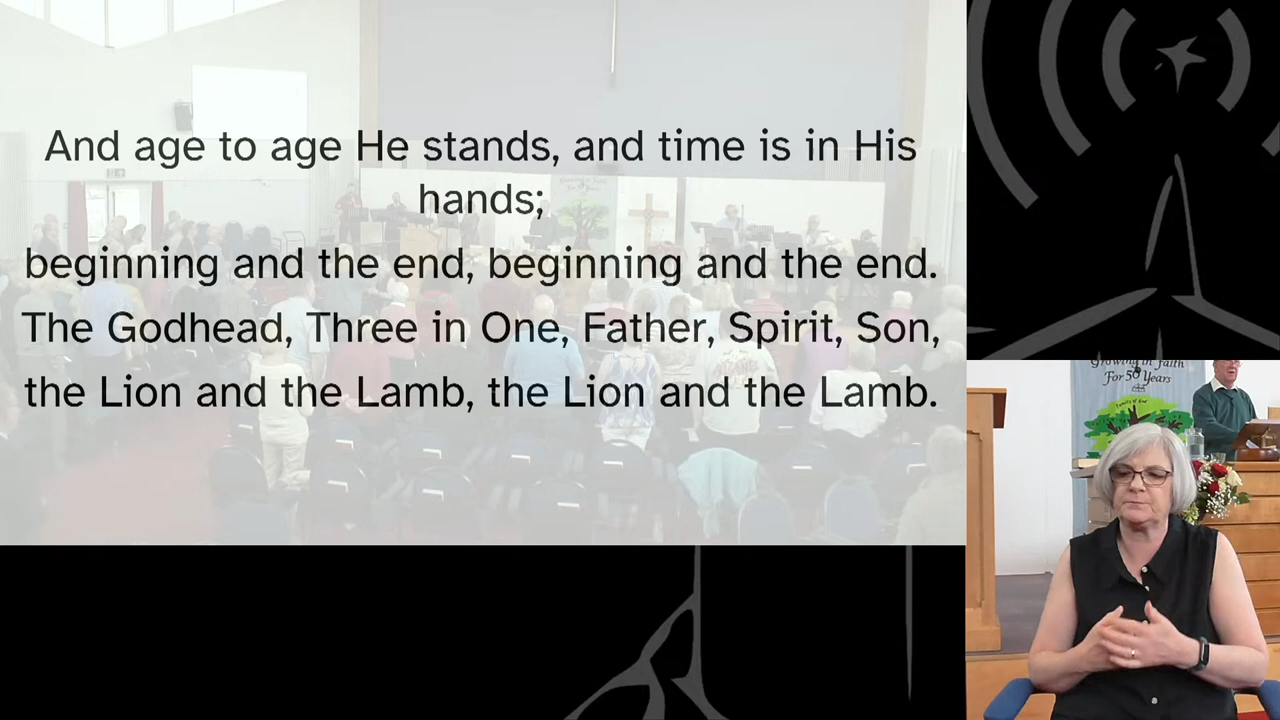 And age to age He stands, and time is in His
hands;
beginning and the end, beginning and the end.
The Godhead, Three in One, Father, Spirit, Son,
the Lion and the Lamb, the Lion and the Lamb.
Growing in Faith
For 50 Years